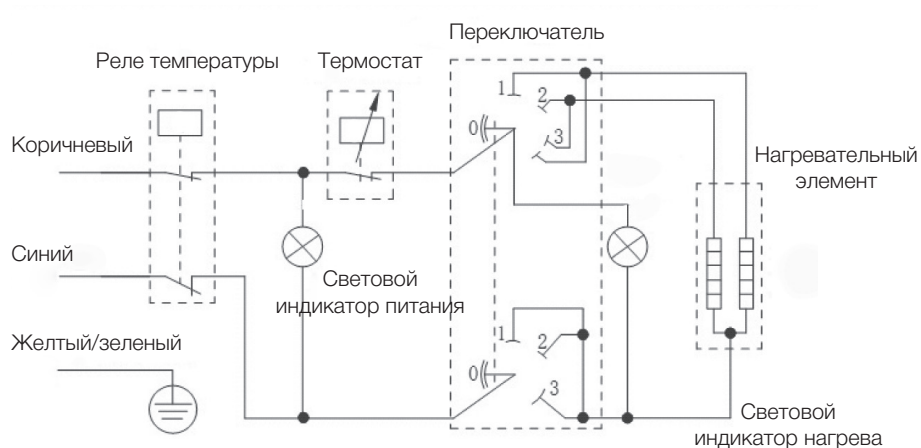 Переключатель
Реле температуры
Термостат
1
2
0
3
Коричневый
Нагревательный
элемент
Синий
Световой
индикатор питания
1
2
Желтый/зеленый
0
3
Световой
индикатор нагрева